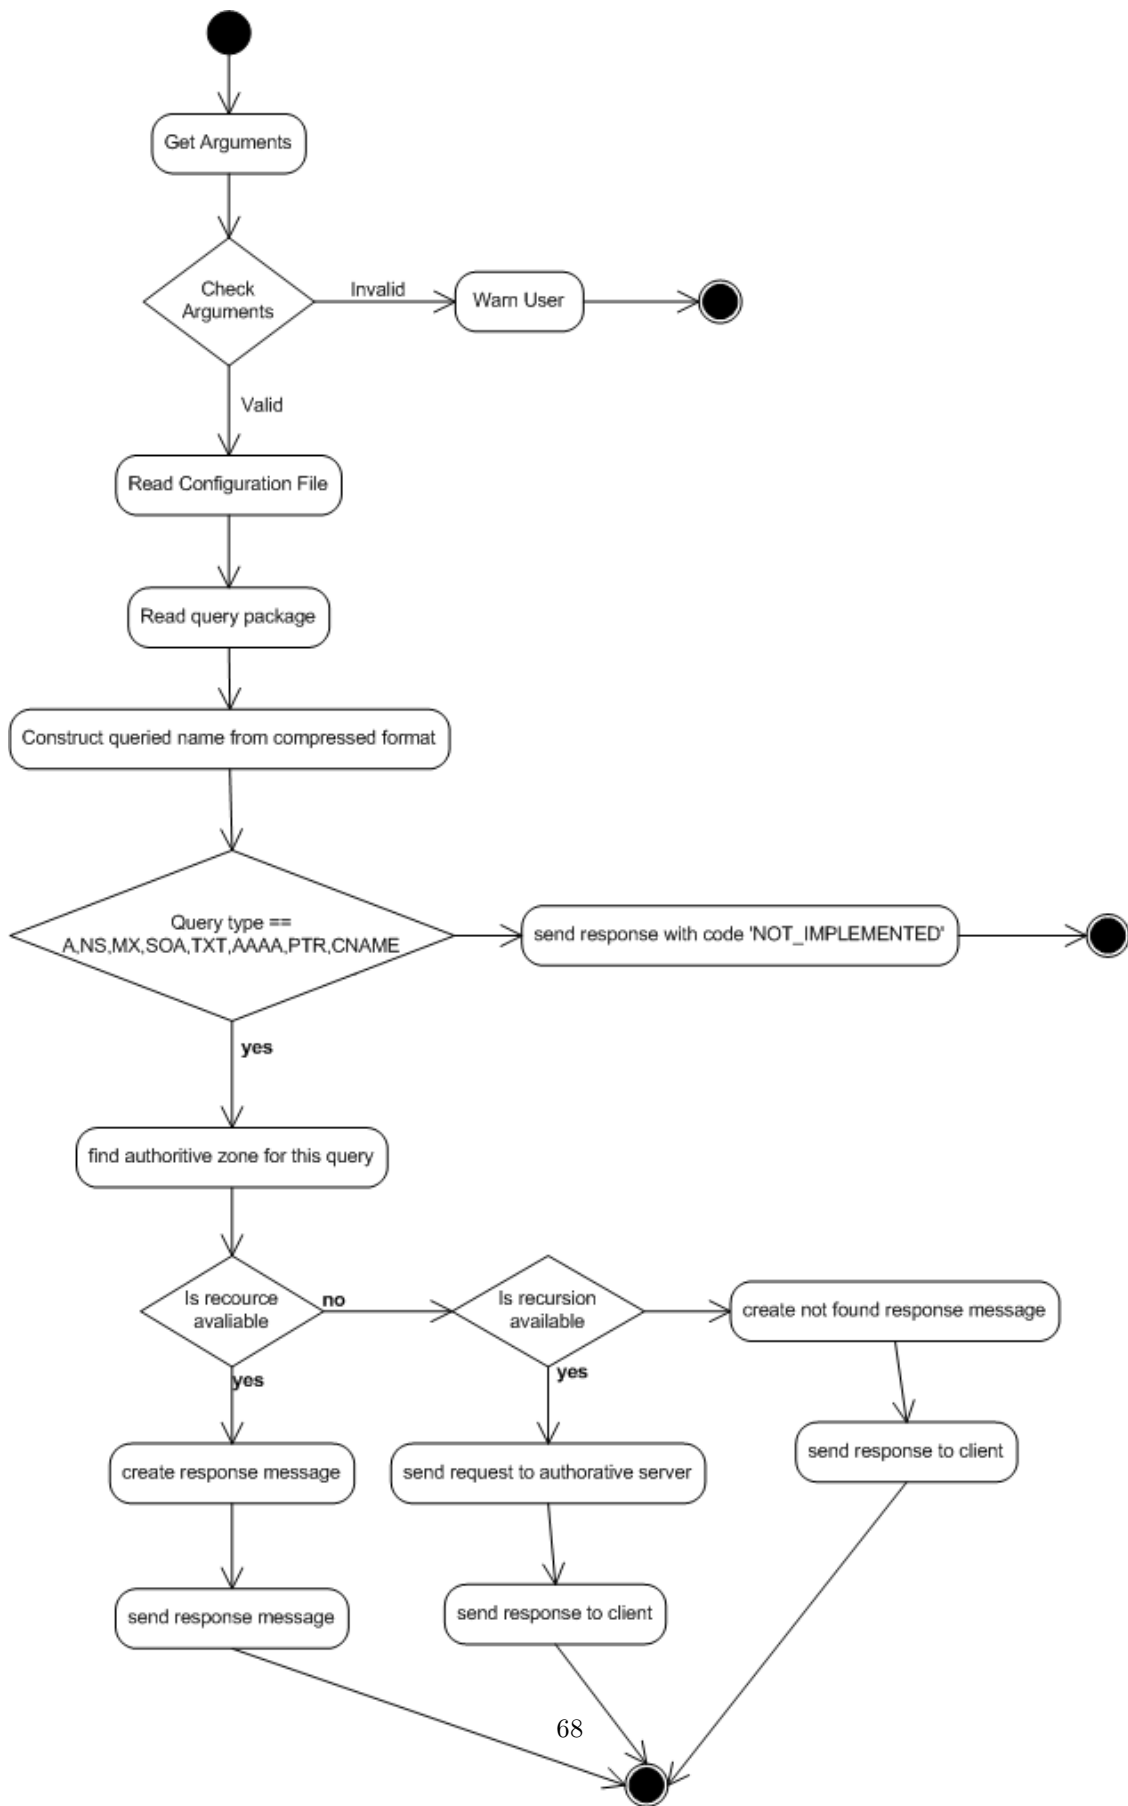 Get Arguments
Check
Arguments
Invalid
Warn User
Valid
Read Configuration File
Read query package
Construct queried name from compressed format
Query type ==
A,NS,MX,SOA,TXT,AAAA,PTR,CNAME
send response with code 'NOT_IMPLEMENTED'
yes
find authoritive zone for this query
Is recource
avaliable
no
Is recursion
available
create not found response message
yes
yes
send response to client
create response message
send request to authorative server
send response message
send response to client
68